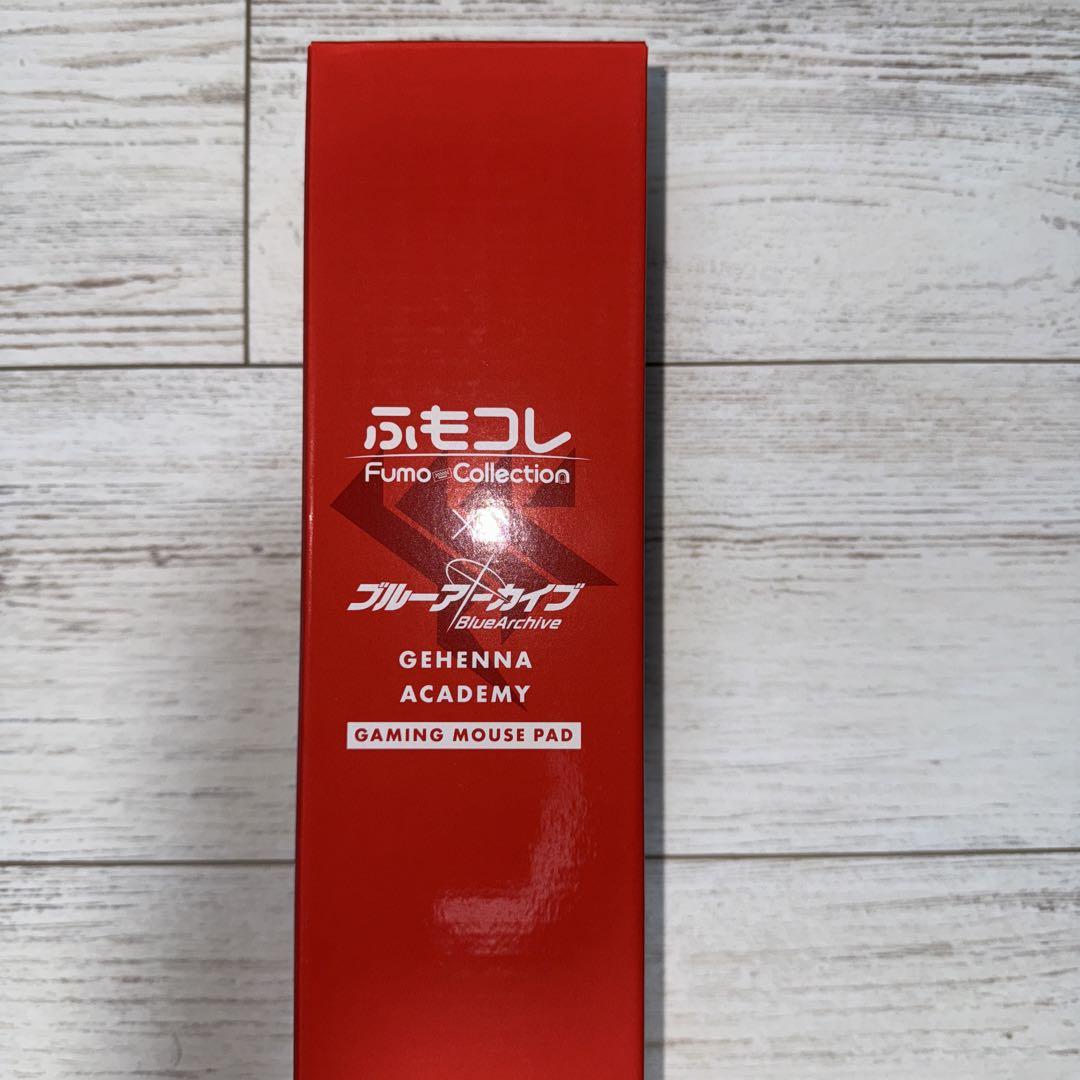 ふもコレ
Fumo Collection
×
ブルーアーカイブ
BlueArchive
GEHENNA
ACADEMY
GAMING MOUSE PAD